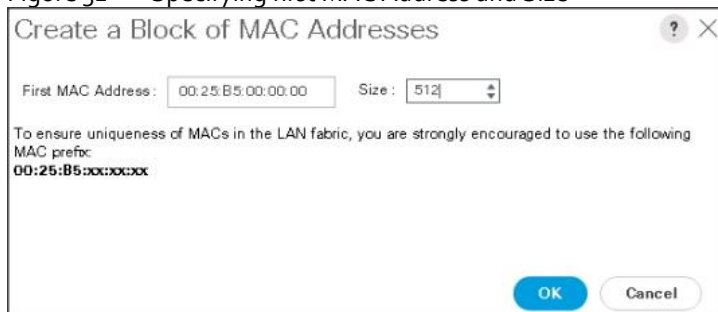 Create a Block of MAC Addresses ? ×
First MAC Address : 00:25:B5:00:00:00 Size : 512
To ensure uniqueness of MACs in the LAN fabric, you are strongly encouraged to use the following
MAC prefix:
00:25:B5:xx:xx:xx
OK Cancel